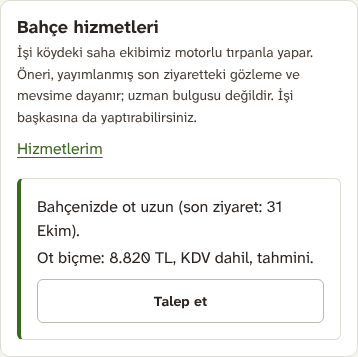 Bahçe hizmetleri
İşi köydeki saha ekibimiz motorlu tırpanla yapar.
Öneri, yayımlanmış son ziyaretteki gözleme ve
mevsime dayanır; uzman bulgusu değildir. İşi
başkasına da yaptırabilirsiniz.
Hizmetlerim
Bahçenizde ot uzun (son ziyaret: 31
Ekim).
Ot biçme: 8.820 TL, KDV dahil, tahmini.
Talep et